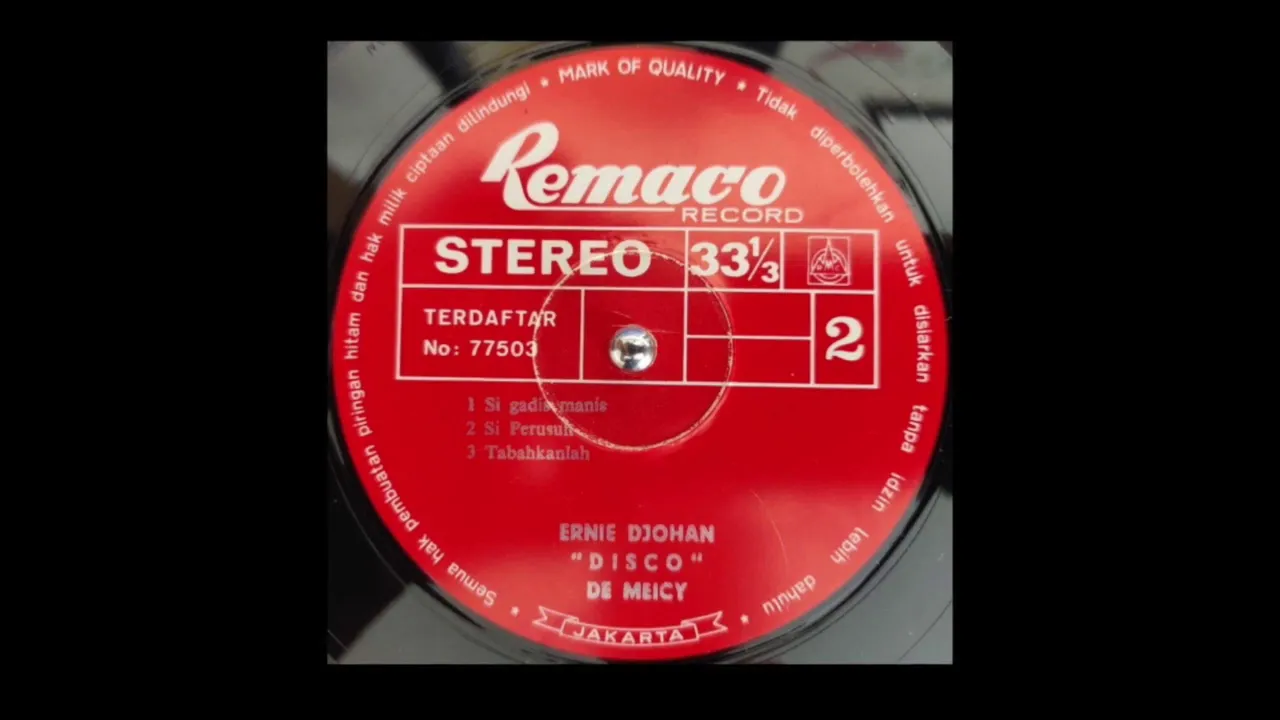 * MARK OF QUALITY * Tidak diperbolehkan untuk disiarkan tanpa idzin lebih dahulu *
* Semua hak pembuatan piringan hitam dan hak milik ciptaan dilindungi
Remaco
RECORD
STEREO 33 1/3
TERDAFTAR
No: 77503
2
1 Si gadis manis
2 Si Perusuh
3 Tabahkanlah
ERNIE DJOHAN
"DISCO"
DE MEICY
JAKARTA